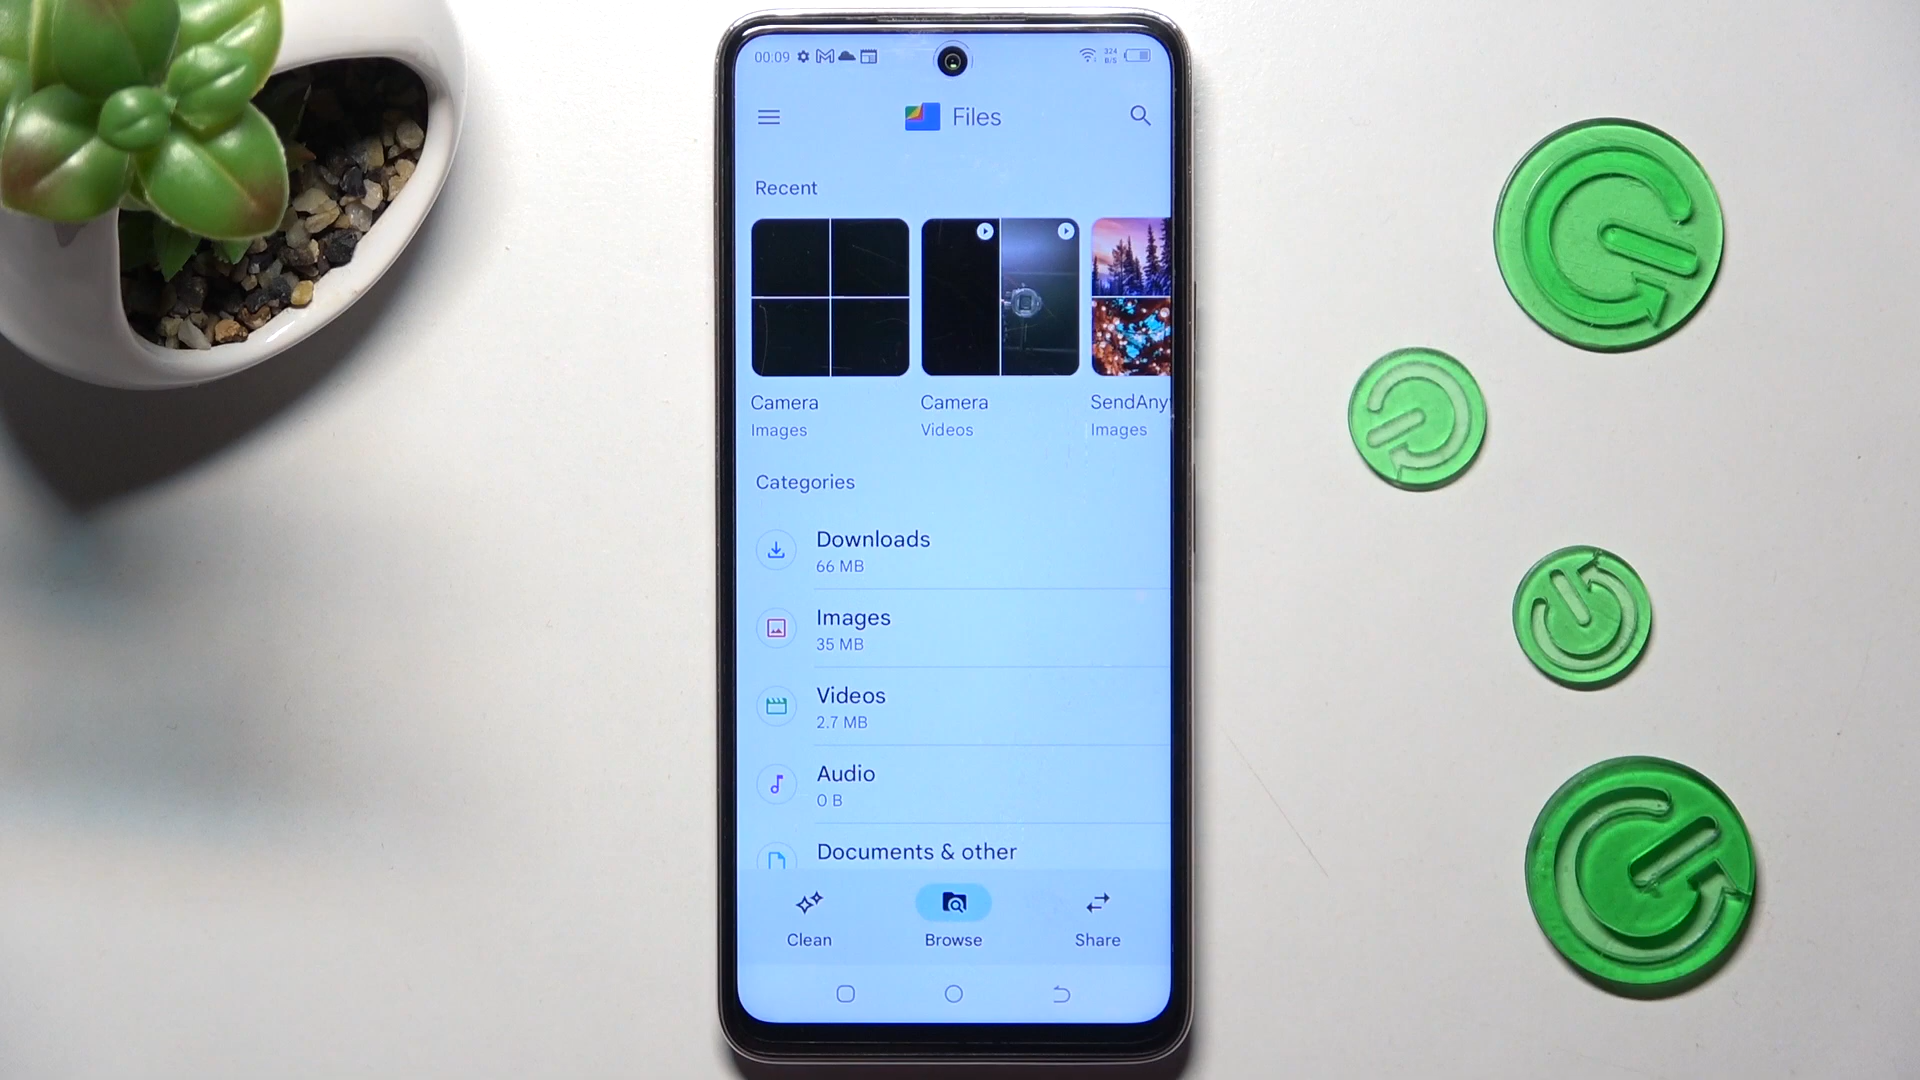 00:09 324 B/S
Files
Recent
Camera Camera SendAny
Images Videos Images
Categories
Downloads
66 MB
Images
35 MB
Videos
2.7 MB
Audio
0 B
Documents & other
Clean Browse Share